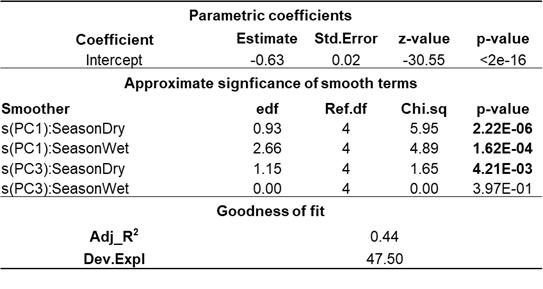 Parametric coefficients
Coefficient Estimate Std.Error z-value p-value
Intercept -0.63 0.02 -30.55 <2e-16
Approximate signficance of smooth terms
Smoother edf Ref.df Chi.sq p-value
s(PC1):SeasonDry 0.93 4 5.95 2.22E-06
s(PC1):SeasonWet 2.66 4 4.89 1.62E-04
s(PC3):SeasonDry 1.15 4 1.65 4.21E-03
s(PC3):SeasonWet 0.00 4 0.00 3.97E-01
Goodness of fit
Adj_R² 0.44
Dev.Expl 47.50